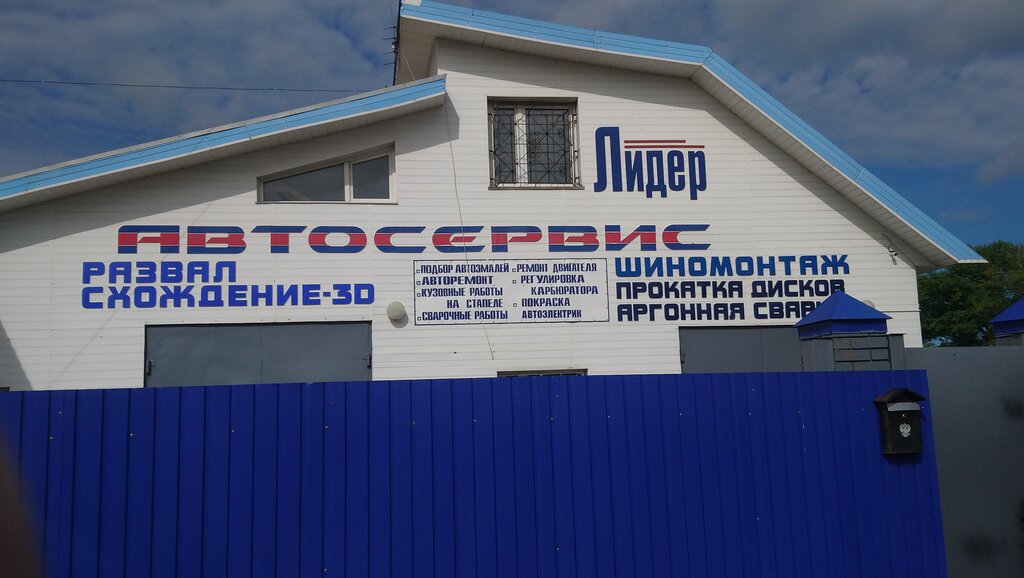 Лидер
АВТОСЕРВИС
РАЗВАЛ
СХОЖДЕНИЕ-3D
ПОДБОР АВТОЭМАЛЕЙ
АВТОРЕМОНТ
КУЗОВНЫЕ РАБОТЫ
НА СТАПЕЛЕ
СВАРОЧНЫЕ РАБОТЫ
РЕМОНТ ДВИГАТЕЛЯ
РЕГУЛИРОВКА
КАРБЮРАТОРА
ПОКРАСКА
АВТОЭЛЕКТРИК
ШИНОМОНТАЖ
ПРОКАТКА ДИСКОВ
АРГОННАЯ